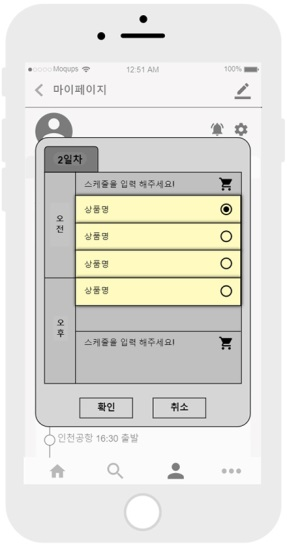 Moqups 12:51 AM 100%
마이페이지
2일차
스케줄을 입력 해주세요!
오전
상품명
상품명
상품명
상품명
오후
스케줄을 입력 해주세요!
확인 취소
인천공항 16:30 출발